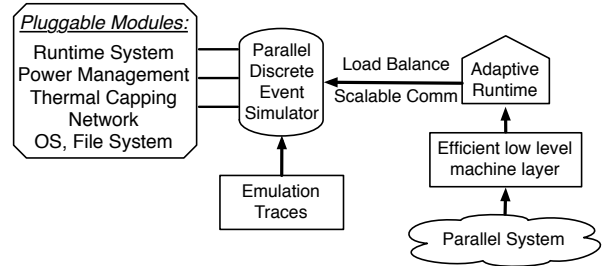 Pluggable Modules:
Runtime System
Power Management
Thermal Capping
Network
OS, File System
Parallel
Discrete
Event
Simulator
Load Balance
Scalable Comm
Adaptive
Runtime
Efficient low level
machine layer
Emulation
Traces
Parallel System